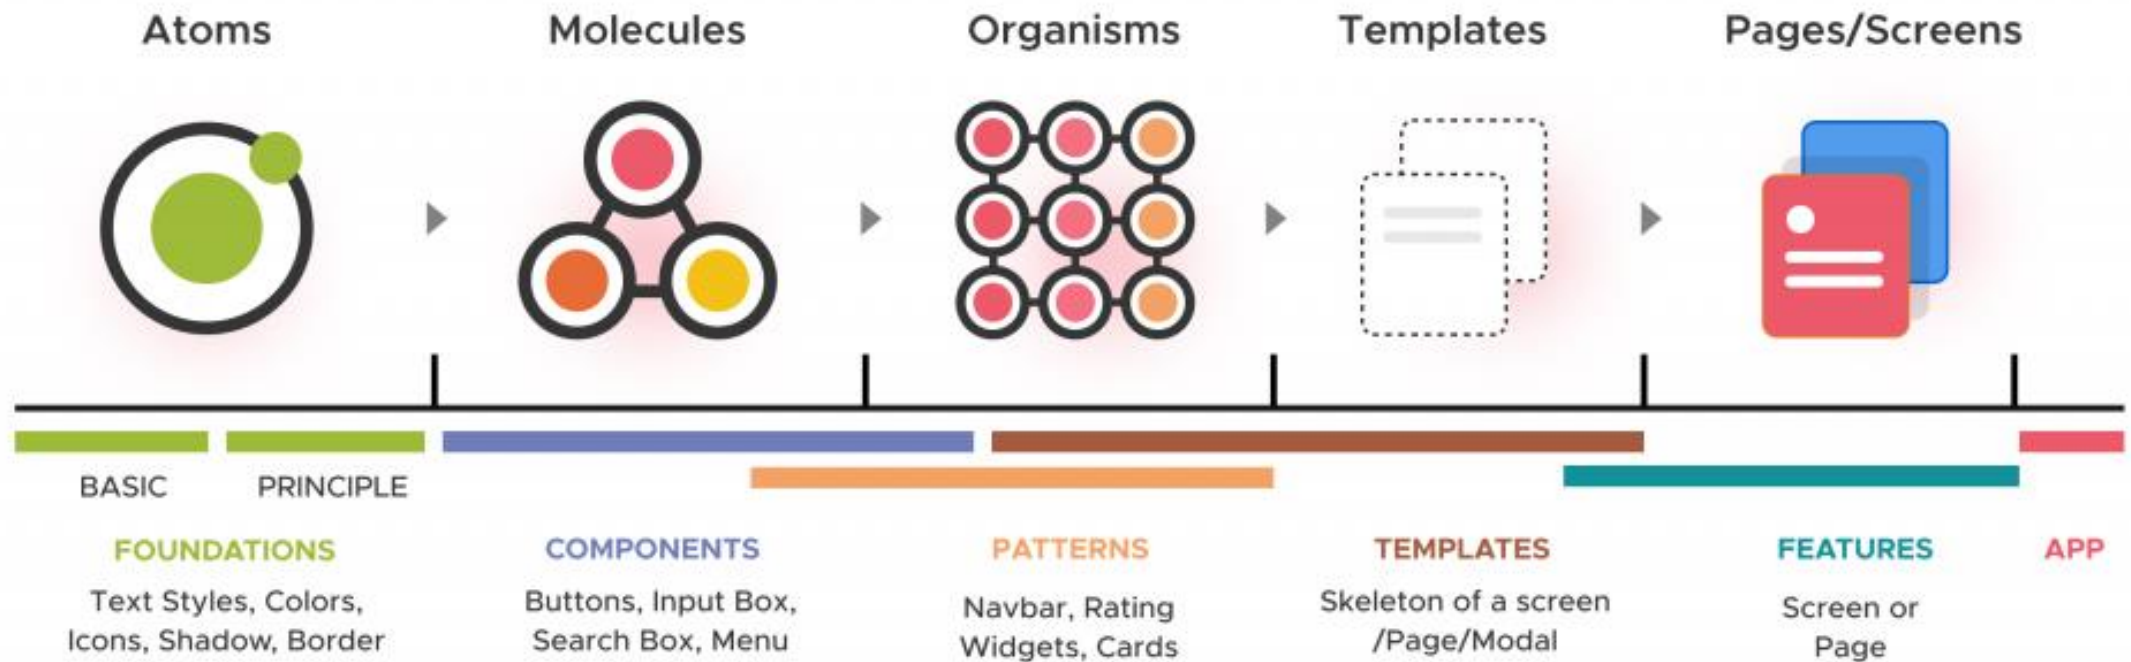 Atoms
Molecules
Organisms
Templates
Pages/Screens
BASIC
PRINCIPLE
FOUNDATIONS
Text Styles, Colors,
Icons, Shadow, Border
COMPONENTS
Buttons, Input Box,
Search Box, Menu
PATTERNS
Navbar, Rating
Widgets, Cards
TEMPLATES
Skeleton of a screen
/Page/Modal
FEATURES
Screen or
Page
APP